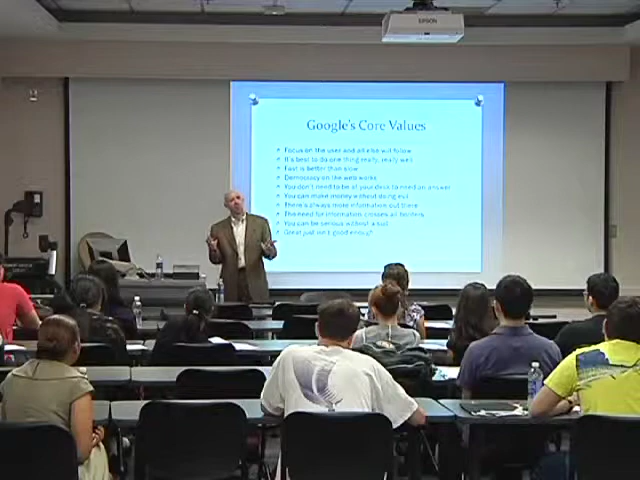 EPSON
Google's Core Values
Focus on the user and all else will follow
It's best to do one thing really, really well
Fast is better than slow
Democracy on the web works
You don't need to be at your desk to need an answer
You can make money without doing evil
There's always more information out there
The need for information crosses all borders
You can be serious without a suit
Great just isn't good enough